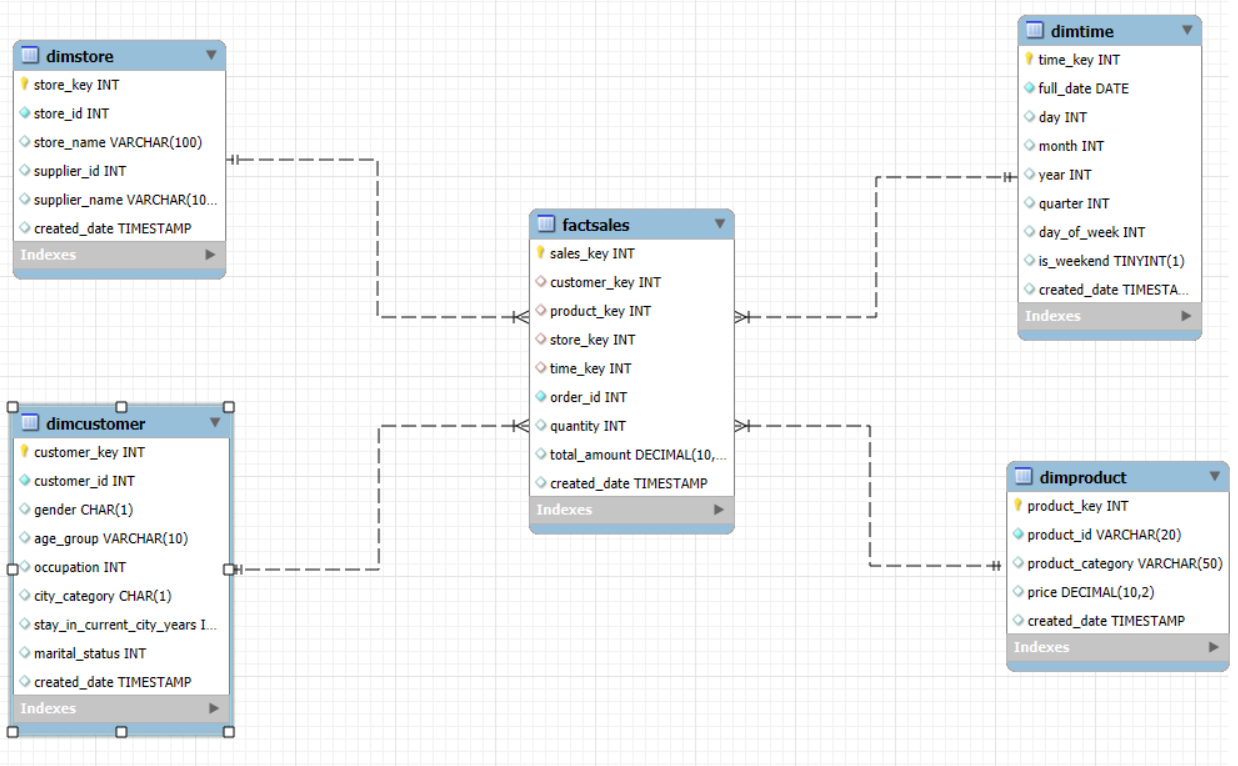 dimstore
store_key INT
store_id INT
store_name VARCHAR(100)
supplier_id INT
supplier_name VARCHAR(10...
created_date TIMESTAMP
Indexes
dimcustomer
customer_key INT
customer_id INT
gender CHAR(1)
age_group VARCHAR(10)
occupation INT
city_category CHAR(1)
stay_in_current_city_years I...
marital_status INT
created_date TIMESTAMP
Indexes
factsales
sales_key INT
customer_key INT
product_key INT
store_key INT
time_key INT
order_id INT
quantity INT
total_amount DECIMAL(10,...
created_date TIMESTAMP
Indexes
dimtime
time_key INT
full_date DATE
day INT
month INT
year INT
quarter INT
day_of_week INT
is_weekend TINYINT(1)
created_date TIMESTA...
Indexes
dimproduct
product_key INT
product_id VARCHAR(20)
product_category VARCHAR(50)
price DECIMAL(10,2)
created_date TIMESTAMP
Indexes